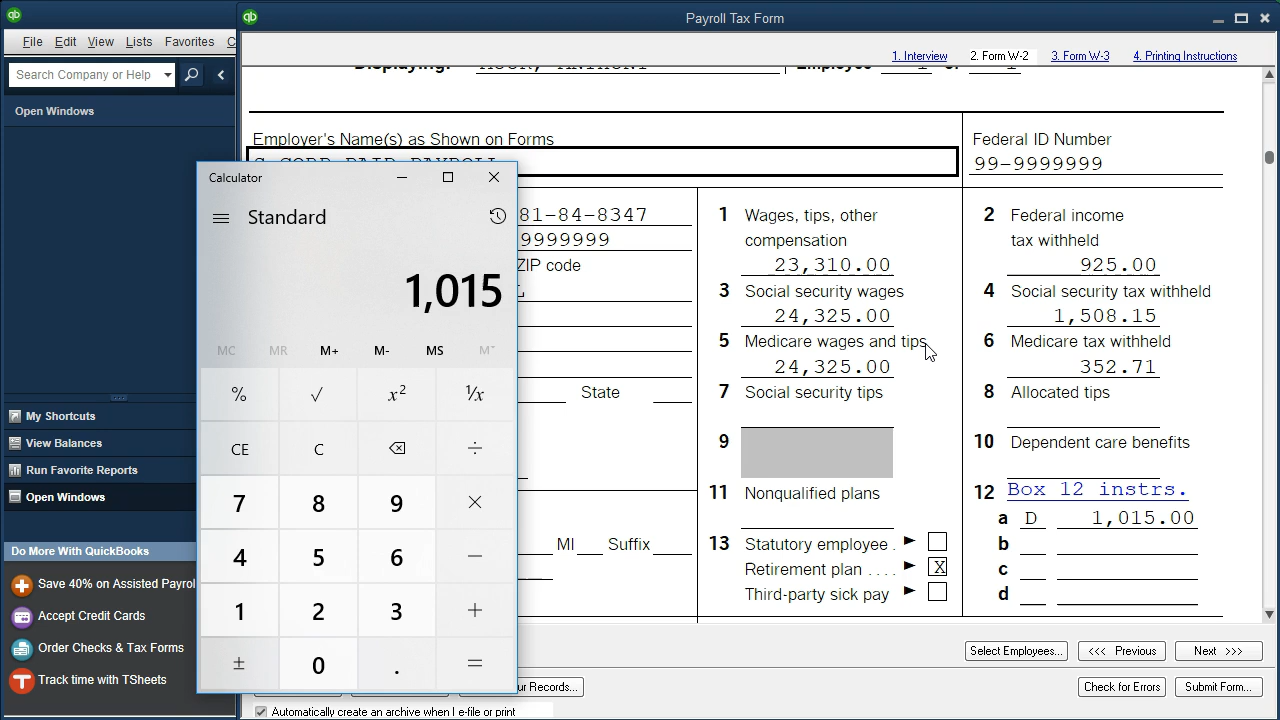 Payroll Tax Form
File Edit View Lists Favorites C
Search Company or Help
Open Windows
1. Interview 2. Form W-2 3. Form W-3 4. Printing Instructions
Employer's Name(s) as Shown on Forms
Federal ID Number
99-9999999
Calculator
Standard
1,015
MC MR M+ M- MS M
% √ x² ¹/x
CE C ⌫ ÷
7 8 9 ×
4 5 6 −
1 2 3 +
± 0 . =
81-84-8347
9999999
ZIP code
State
MI Suffix
1 Wages, tips, other
compensation
23,310.00
2 Federal income
tax withheld
925.00
3 Social security wages
24,325.00
4 Social security tax withheld
1,508.15
5 Medicare wages and tips
24,325.00
6 Medicare tax withheld
352.71
7 Social security tips
8 Allocated tips
9
10 Dependent care benefits
11 Nonqualified plans
12 Box 12 instrs.
a D 1,015.00
b
c
d
13 Statutory employee .
Retirement plan .... X
Third-party sick pay
My Shortcuts
View Balances
Run Favorite Reports
Open Windows
Do More With QuickBooks
Save 40% on Assisted Payrol
Accept Credit Cards
Order Checks & Tax Forms
Track time with TSheets
Select Employees... <<< Previous Next >>>
ur Records... Check for Errors Submit Form...
Automatically create an archive when I e-file or print